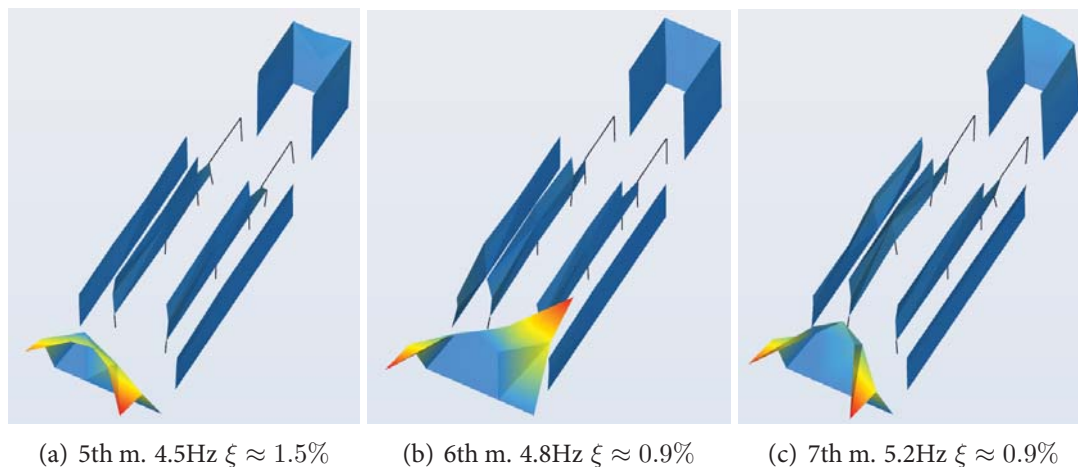 (a) 5th m. 4.5Hz ξ ≈ 1.5%
(b) 6th m. 4.8Hz ξ ≈ 0.9%
(c) 7th m. 5.2Hz ξ ≈ 0.9%